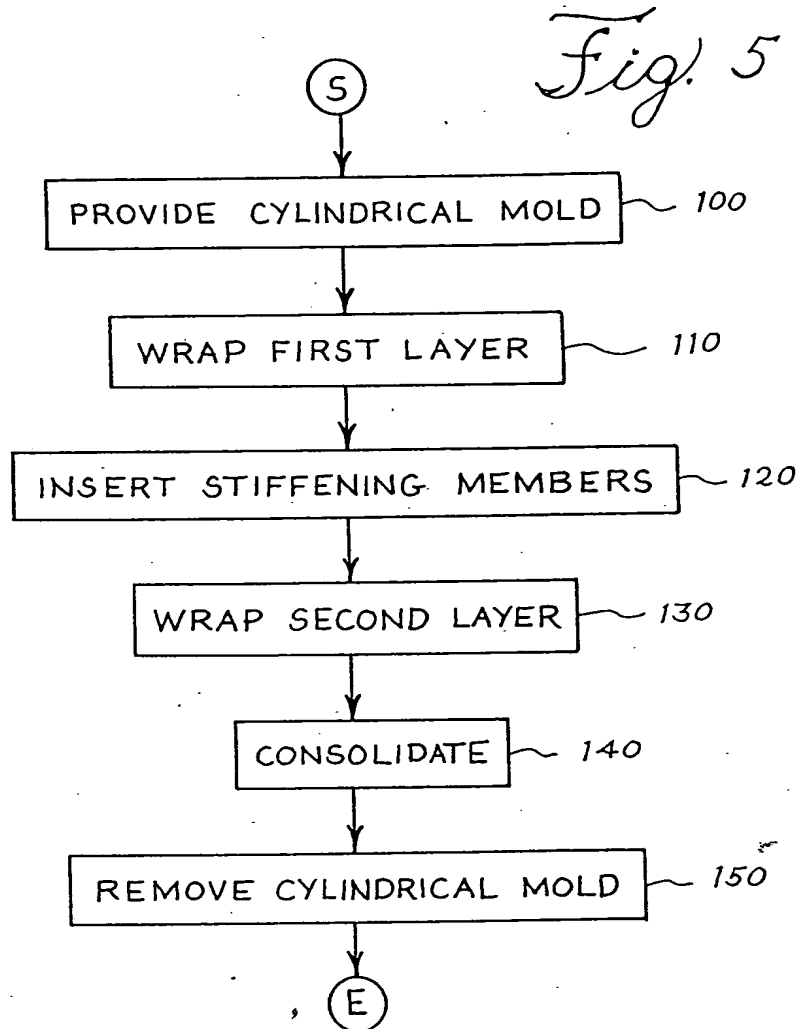 Fig. 5
S
PROVIDE CYLINDRICAL MOLD 100
WRAP FIRST LAYER 110
INSERT STIFFENING MEMBERS 120
WRAP SECOND LAYER 130
CONSOLIDATE 140
REMOVE CYLINDRICAL MOLD 150
E